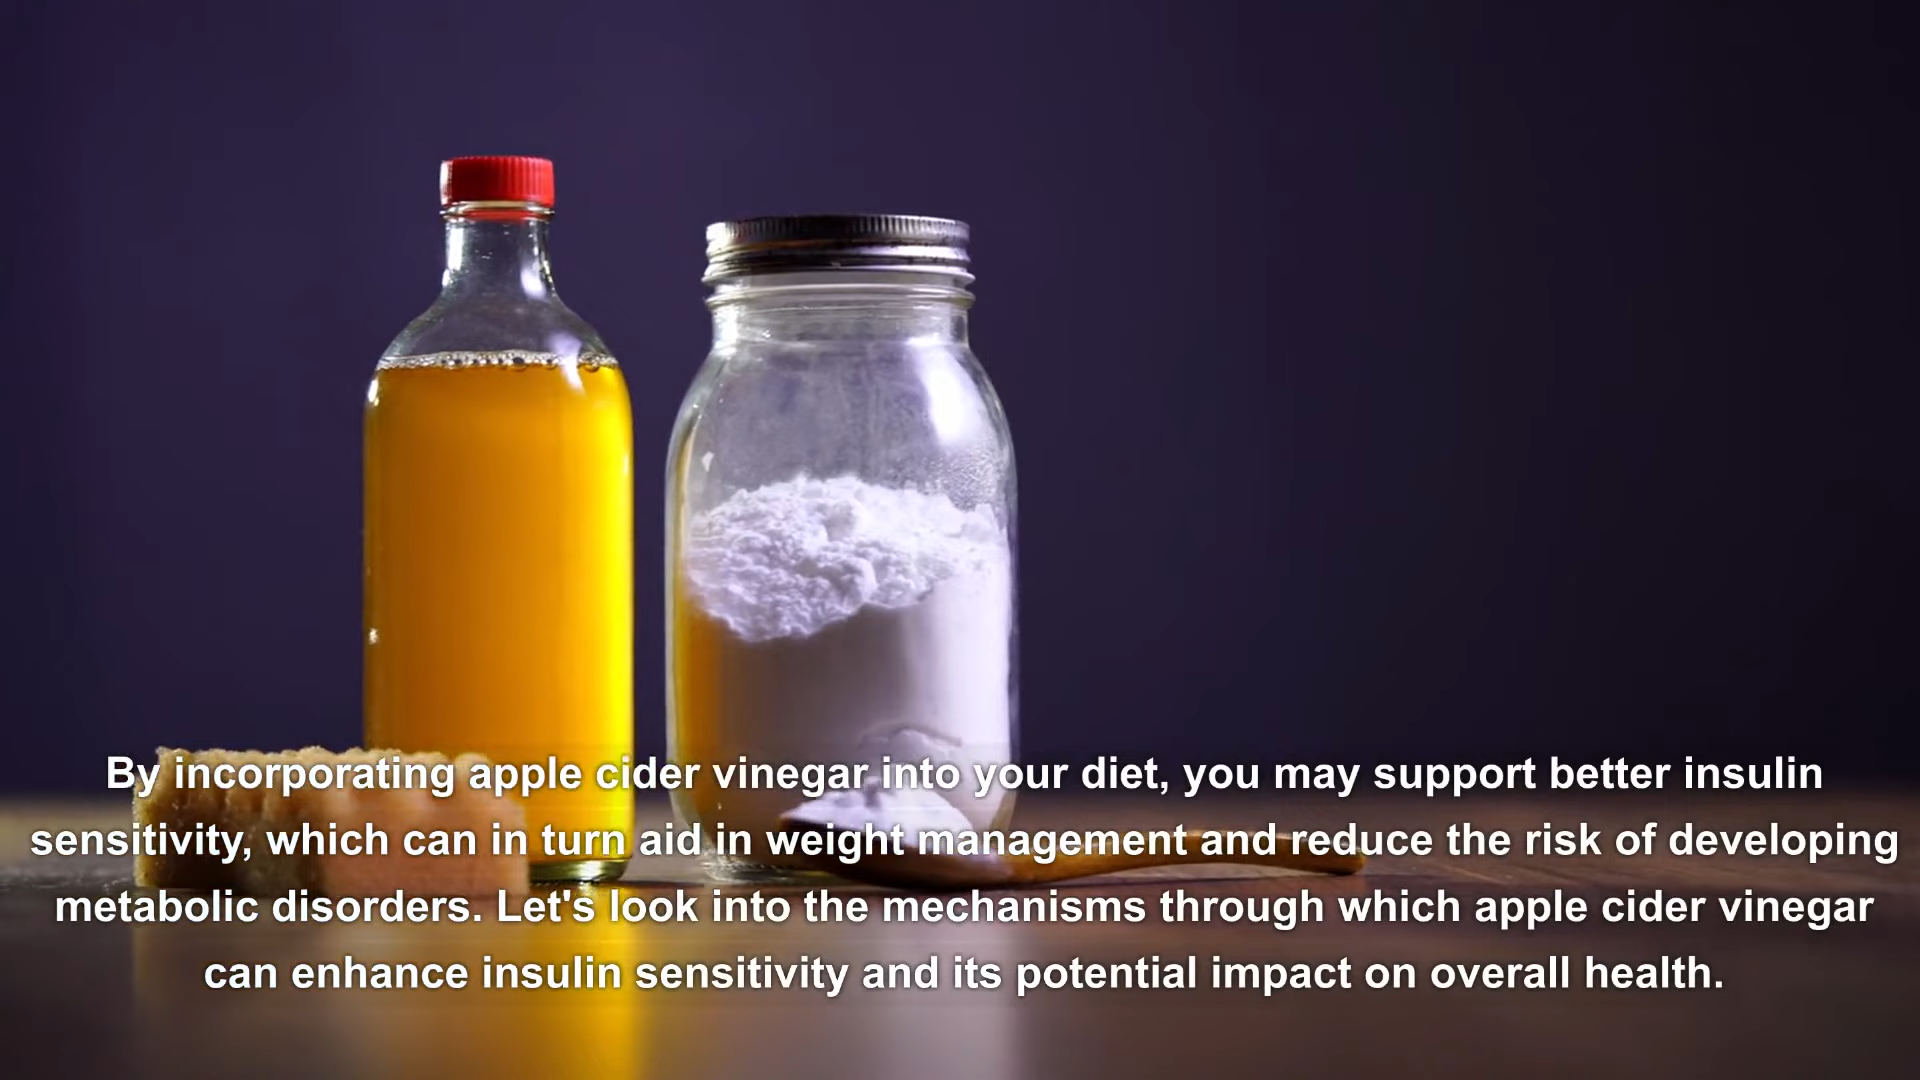 By incorporating apple cider vinegar into your diet, you may support better insulin
sensitivity, which can in turn aid in weight management and reduce the risk of developing
metabolic disorders. Let's look into the mechanisms through which apple cider vinegar
can enhance insulin sensitivity and its potential impact on overall health.